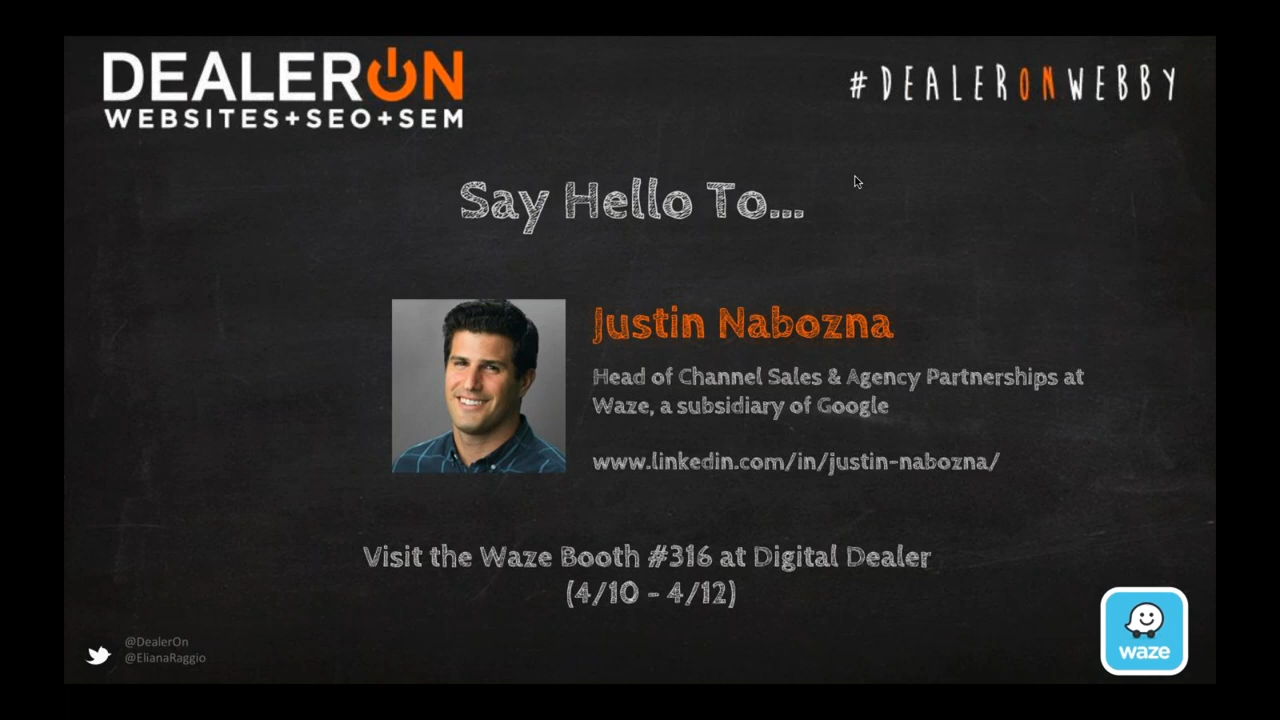 DEALERON
WEBSITES+SEO+SEM
#DEALERONWEBBY
Say Hello To...
Justin Nabozna
Head of Channel Sales & Agency Partnerships at
Waze, a subsidiary of Google
www.linkedin.com/in/justin-nabozna/
Visit the Waze Booth #316 at Digital Dealer
(4/10 - 4/12)
@DealerOn
@ElianaRaggio
waze